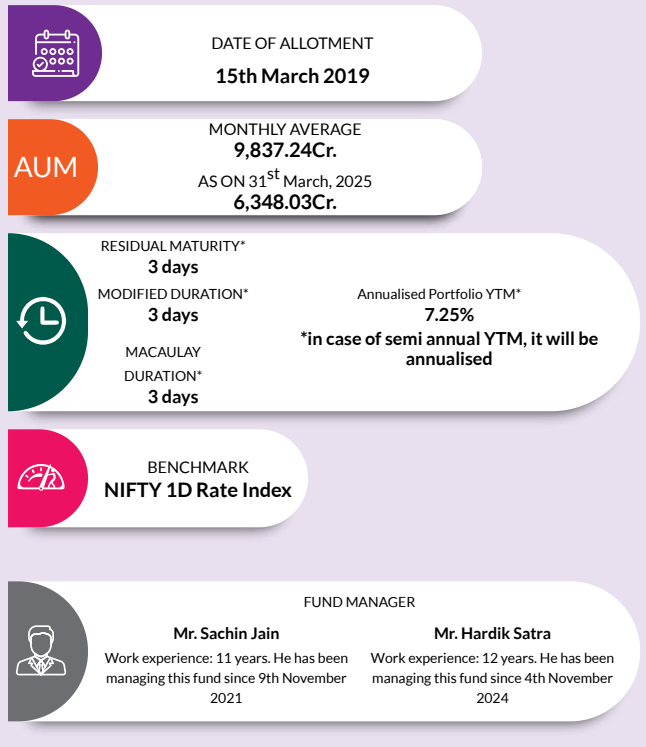 DATE OF ALLOTMENT
15th March 2019
AUM
MONTHLY AVERAGE
9,837.24Cr.
AS ON 31st March, 2025
6,348.03Cr.
RESIDUAL MATURITY*
3 days
MODIFIED DURATION*
3 days
MACAULAY
DURATION*
3 days
Annualised Portfolio YTM*
7.25%
*in case of semi annual YTM, it will be
annualised
BENCHMARK
NIFTY 1D Rate Index
FUND MANAGER
Mr. Sachin Jain
Work experience: 11 years. He has been
managing this fund since 9th November
2021
Mr. Hardik Satra
Work experience: 12 years. He has been
managing this fund since 4th November
2024